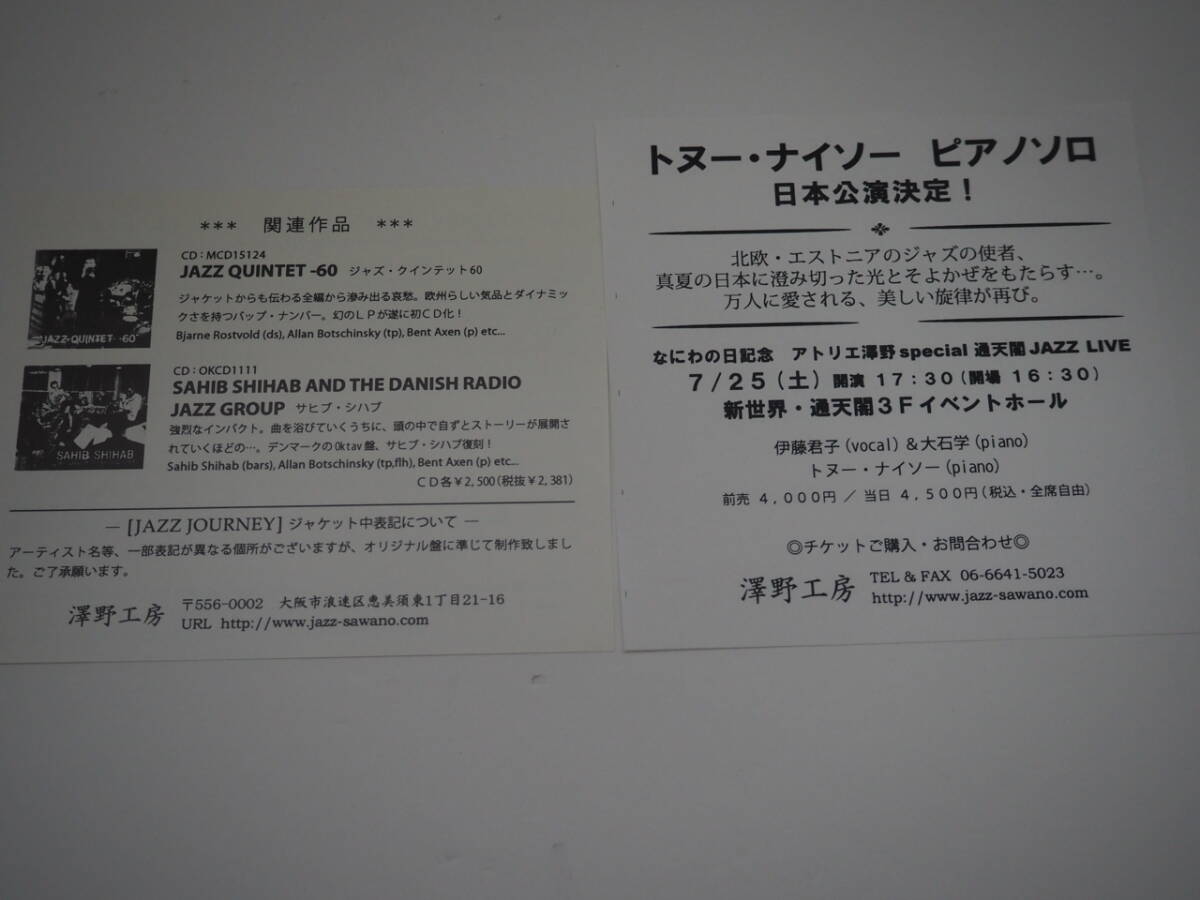 *** 関連作品 ***
CD：MCD15124
JAZZ QUINTET -60 ジャズ・クインテット60
ジャケットからも伝わる全編から滲み出る哀愁。欧州らしい気品とダイナミッ
クさを持つバップ・ナンバー。幻のＬＰが遂に初ＣＤ化！
Bjarne Rostvold (ds), Allan Botschinsky (tp), Bent Axen (p) etc...
JAZZ-QUINTET -60
CD：OKCD1111
SAHIB SHIHAB AND THE DANISH RADIO
JAZZ GROUP サヒブ・シハブ
強烈なインパクト。曲を浴びていくうちに、頭の中で自ずとストーリーが展開さ
れていくほどの…。デンマークのOktav盤、サヒブ・シハブ復刻！
Sahib Shihab (bars), Allan Botschinsky (tp,flh), Bent Axen (p) etc...
SAHIB SHIHAB
ＣＤ各￥2,500（税抜￥2,381）
― [JAZZ JOURNEY] ジャケット中表記について ―
アーティスト名等、一部表記が異なる個所がございますが、オリジナル盤に準じて制作致しまし
た。ご了承願います。
澤野工房 〒556-0002 大阪市浪速区恵美須東1丁目21-16
URL http://www.jazz-sawano.com
トヌー・ナイソー ピアノソロ
日本公演決定！
北欧・エストニアのジャズの使者、
真夏の日本に澄み切った光とそよかぜをもたらす…。
万人に愛される、美しい旋律が再び。
なにわの日記念 アトリエ澤野special 通天閣JAZZ LIVE
7／25（土）開演 17：30（開場 16：30）
新世界・通天閣３Ｆイベントホール
伊藤君子(vocal)＆大石学(piano)
トヌー・ナイソー(piano)
前売 4,000円 ／ 当日 4,500円（税込・全席自由）
◎チケットご購入・お問合わせ◎
澤野工房 TEL & FAX 06-6641-5023
http://www.jazz-sawano.com